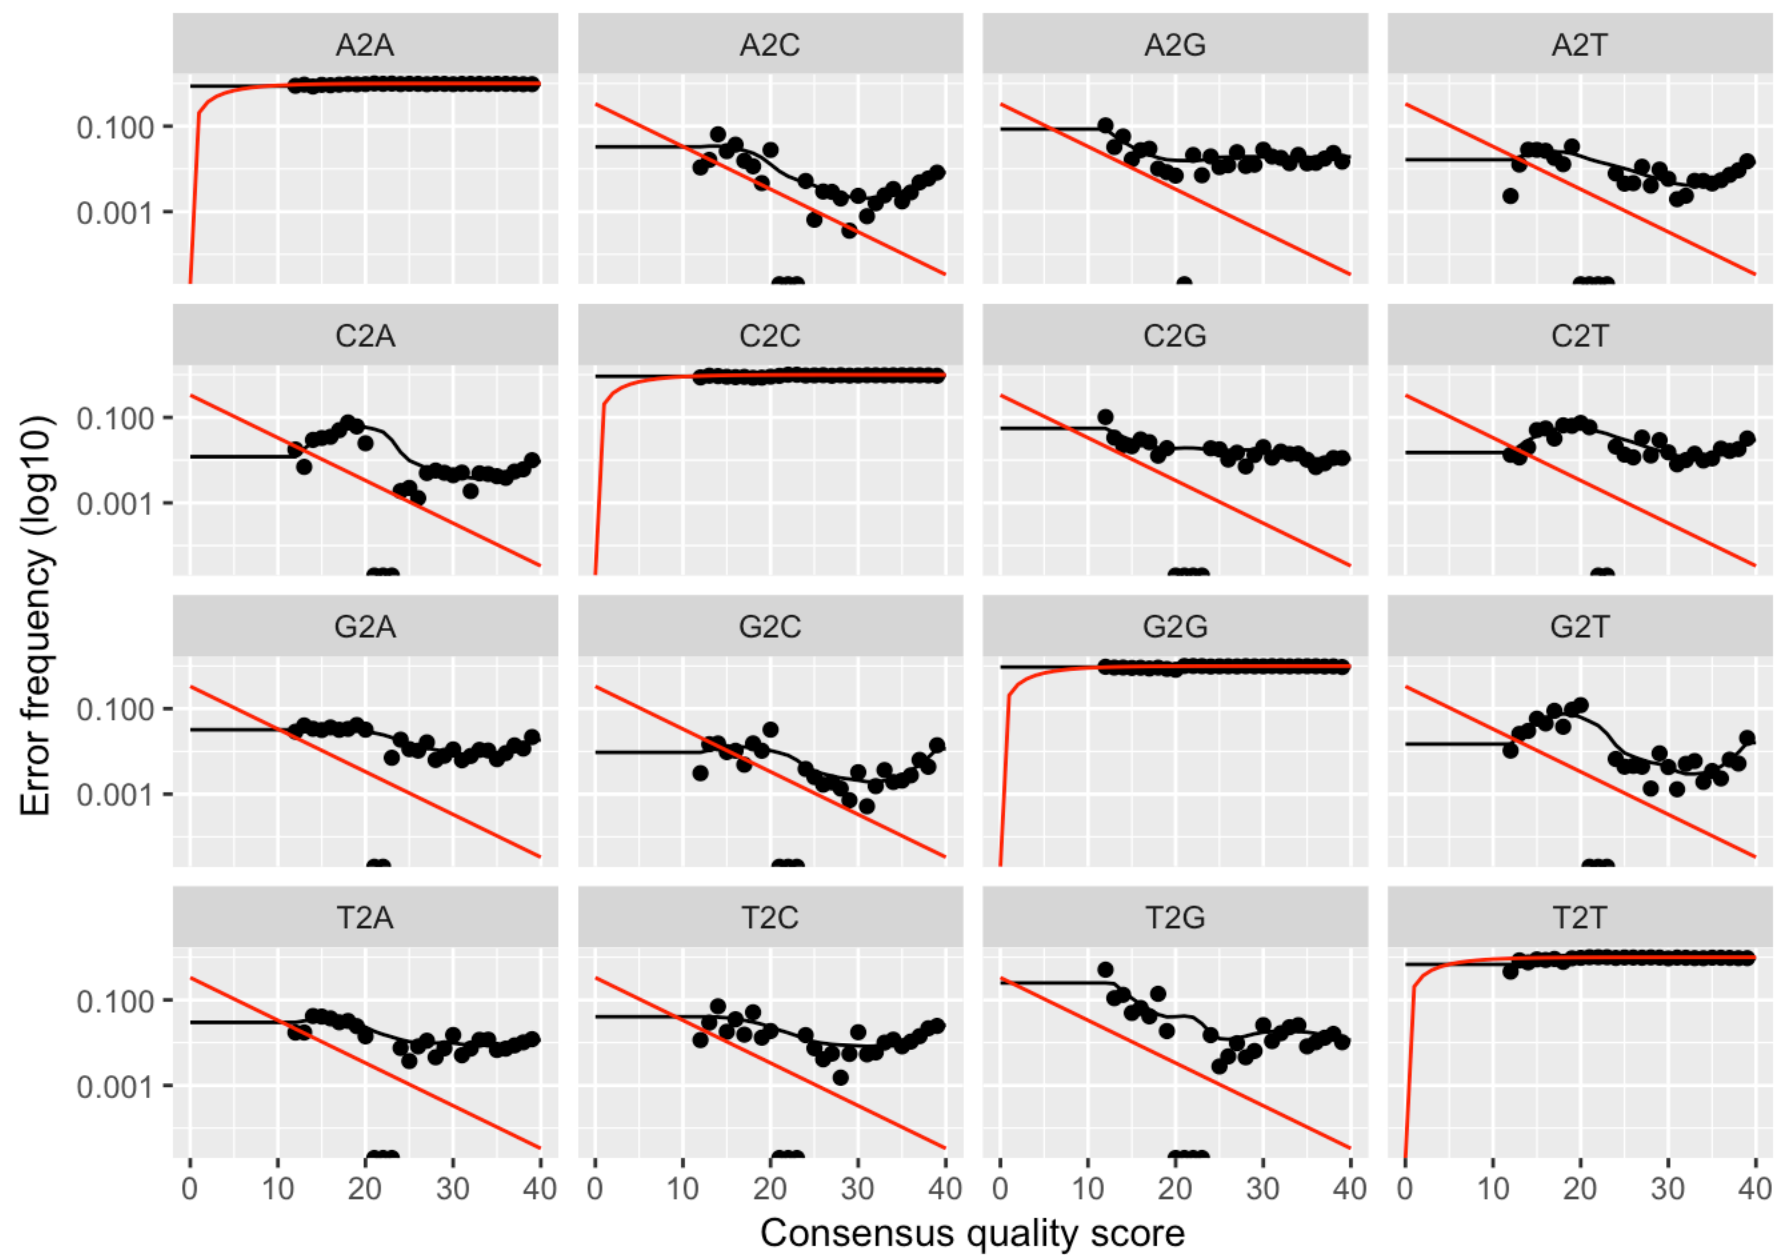 A2A A2C A2G A2T
0.100
0.001
C2A C2C C2G C2T
0.100
0.001
G2A G2C G2G G2T
0.100
0.001
T2A T2C T2G T2T
0.100
0.001
0 10 20 30 40 0 10 20 30 40 0 10 20 30 40 0 10 20 30 40
Consensus quality score
Error frequency (log10)